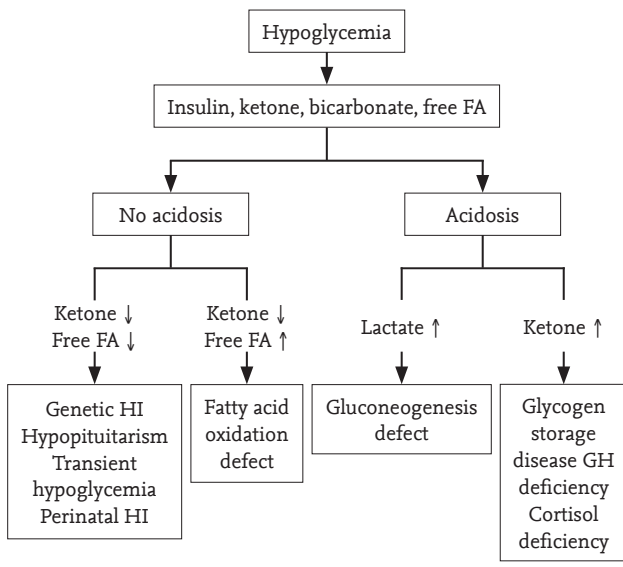 Hypoglycemia
Insulin, ketone, bicarbonate, free FA
No acidosis
Acidosis
Ketone ↓
Free FA ↓
Ketone ↓
Free FA ↑
Lactate ↑
Ketone ↑
Genetic HI
Hypopituitarism
Transient
hypoglycemia
Perinatal HI
Fatty acid
oxidation
defect
Gluconeogenesis
defect
Glycogen
storage
disease GH
deficiency
Cortisol
deficiency